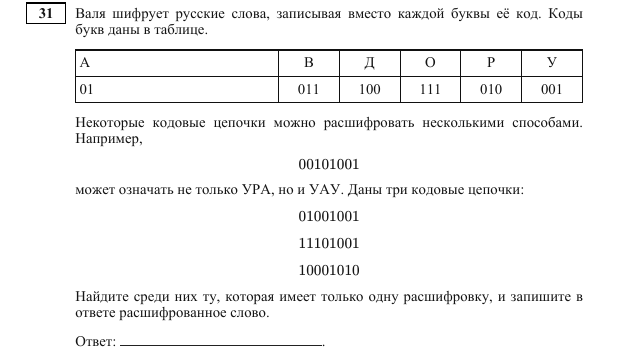 31 Валя шифрует русские слова, записывая вместо каждой буквы её код. Коды
букв даны в таблице.
А В Д О Р У
01 011 100 111 010 001
Некоторые кодовые цепочки можно расшифровать несколькими способами.
Например,
00101001
может означать не только УРА, но и УАУ. Даны три кодовые цепочки:
01001001
11101001
10001010
Найдите среди них ту, которая имеет только одну расшифровку, и запишите в
ответе расшифрованное слово.
Ответ: ____________________.